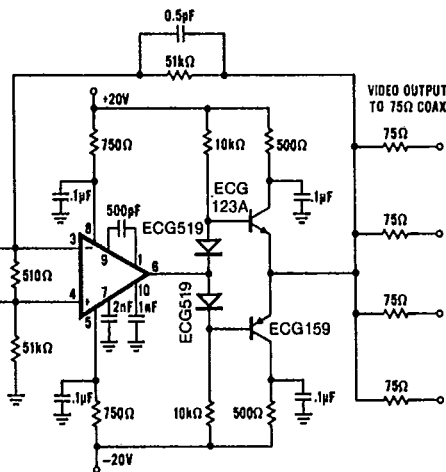 0.5pF
51kΩ
+20V
VIDEO OUTPUT
TO 75Ω COAX
750Ω
10kΩ
500Ω
75Ω
.1µF
500pF
ECG
123A
.1µF
ECG519
8
3
−
9
1
6
75Ω
510Ω
4
+
7
10
5
2nF
1nF
ECG519
ECG159
51kΩ
75Ω
.1µF
750Ω
10kΩ
500Ω
.1µF
75Ω
−20V